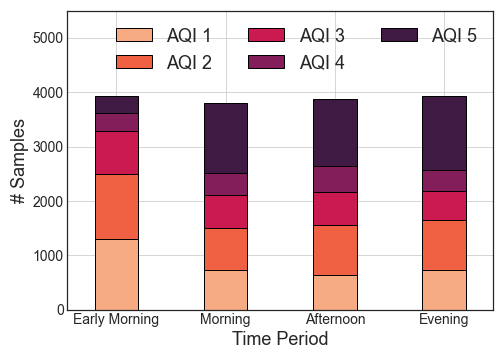 AQI 1 AQI 3 AQI 5
AQI 2 AQI 4
5000
4000
3000
2000
1000
0
# Samples
Early Morning Morning Afternoon Evening
Time Period